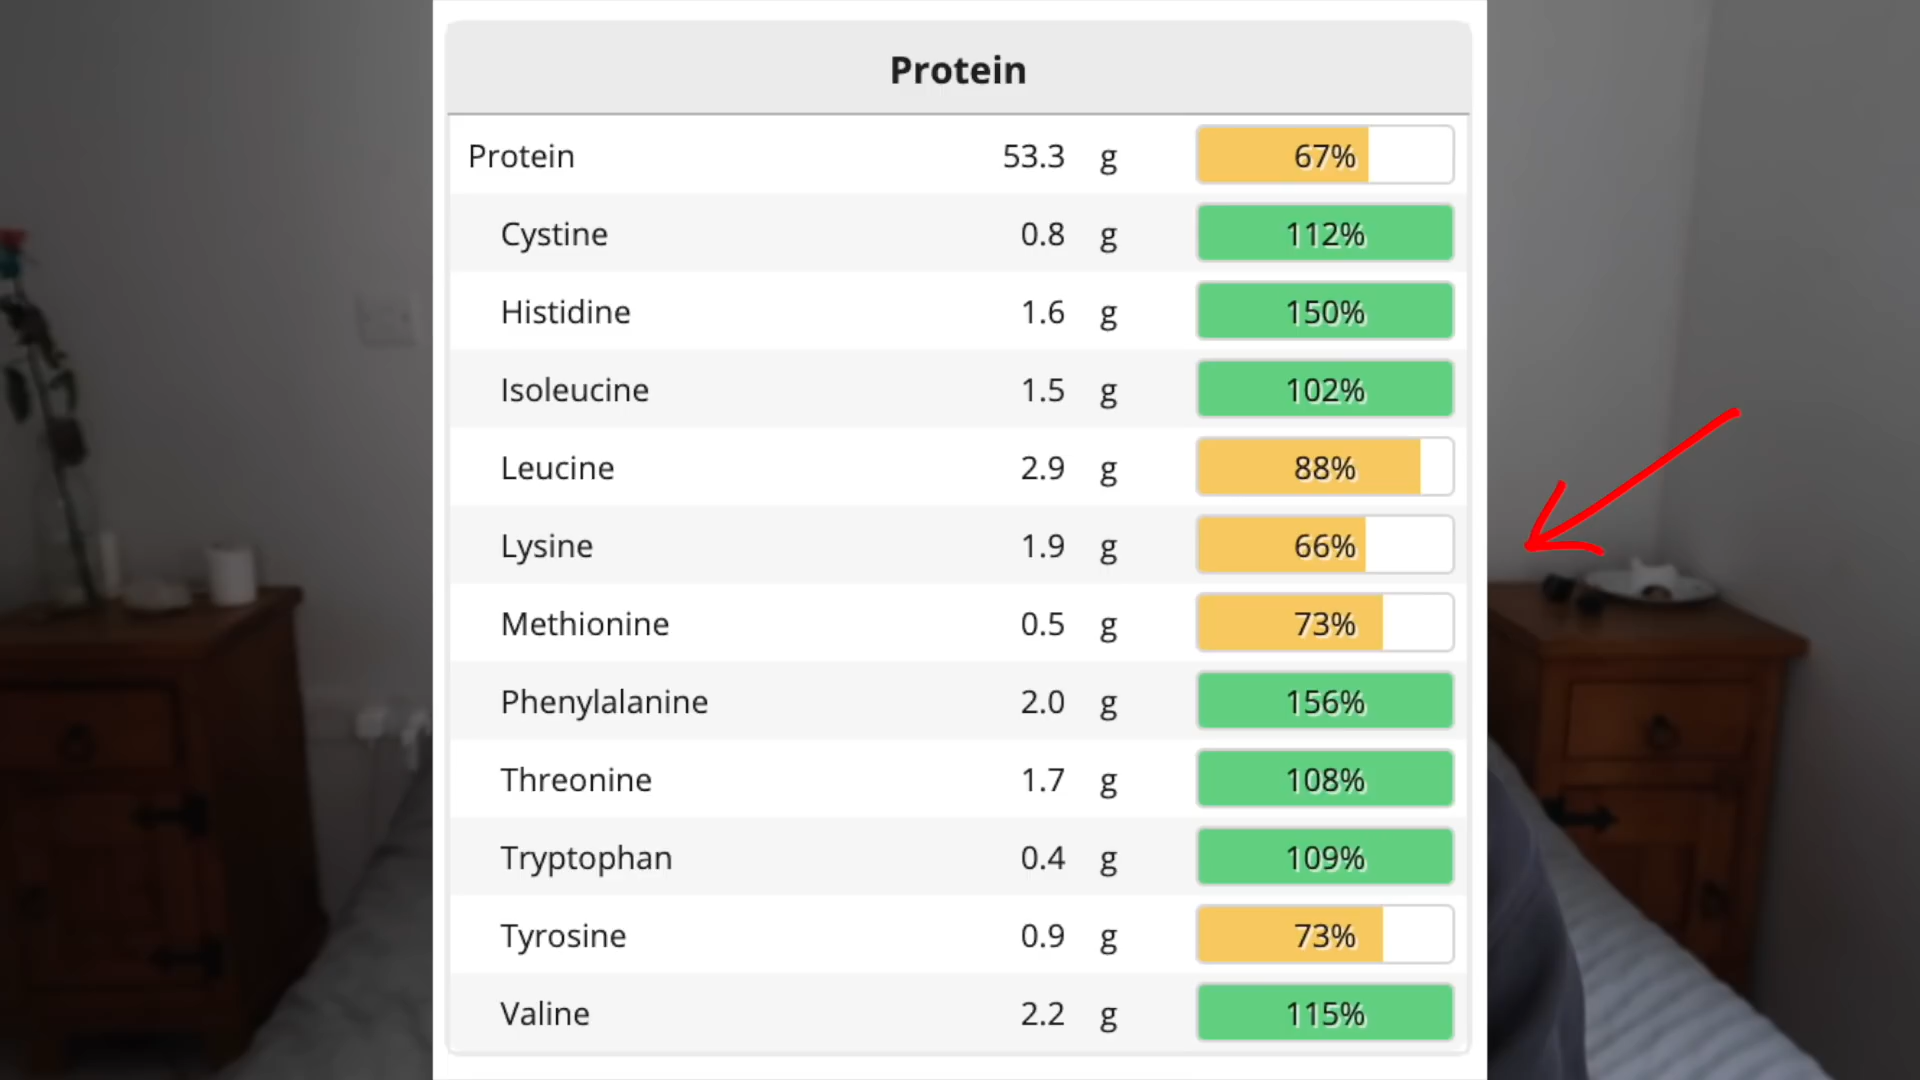 Protein
Protein 53.3 g 67%
Cystine 0.8 g 112%
Histidine 1.6 g 150%
Isoleucine 1.5 g 102%
Leucine 2.9 g 88%
Lysine 1.9 g 66%
Methionine 0.5 g 73%
Phenylalanine 2.0 g 156%
Threonine 1.7 g 108%
Tryptophan 0.4 g 109%
Tyrosine 0.9 g 73%
Valine 2.2 g 115%